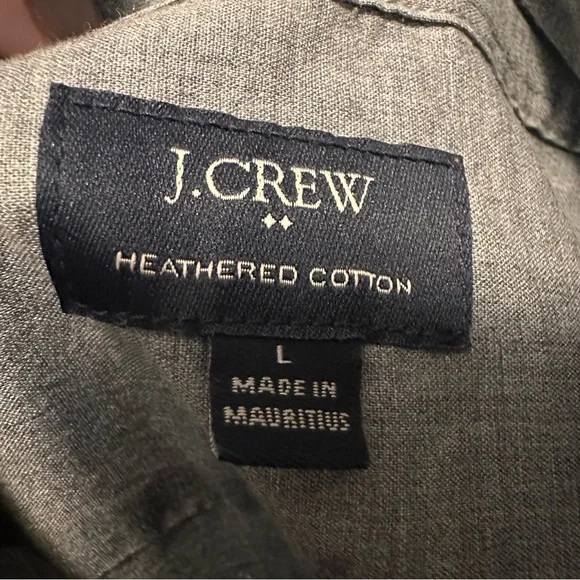 J.CREW
HEATHERED COTTON
L
MADE IN
MAURITIUS